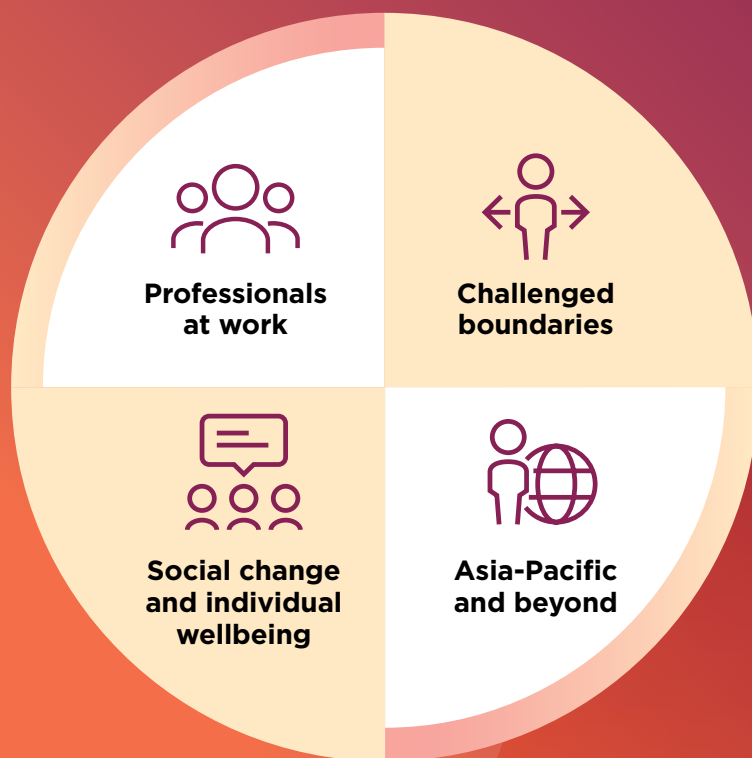 Professionals
at work
Challenged
boundaries
Social change
and individual
wellbeing
Asia-Pacific
and beyond